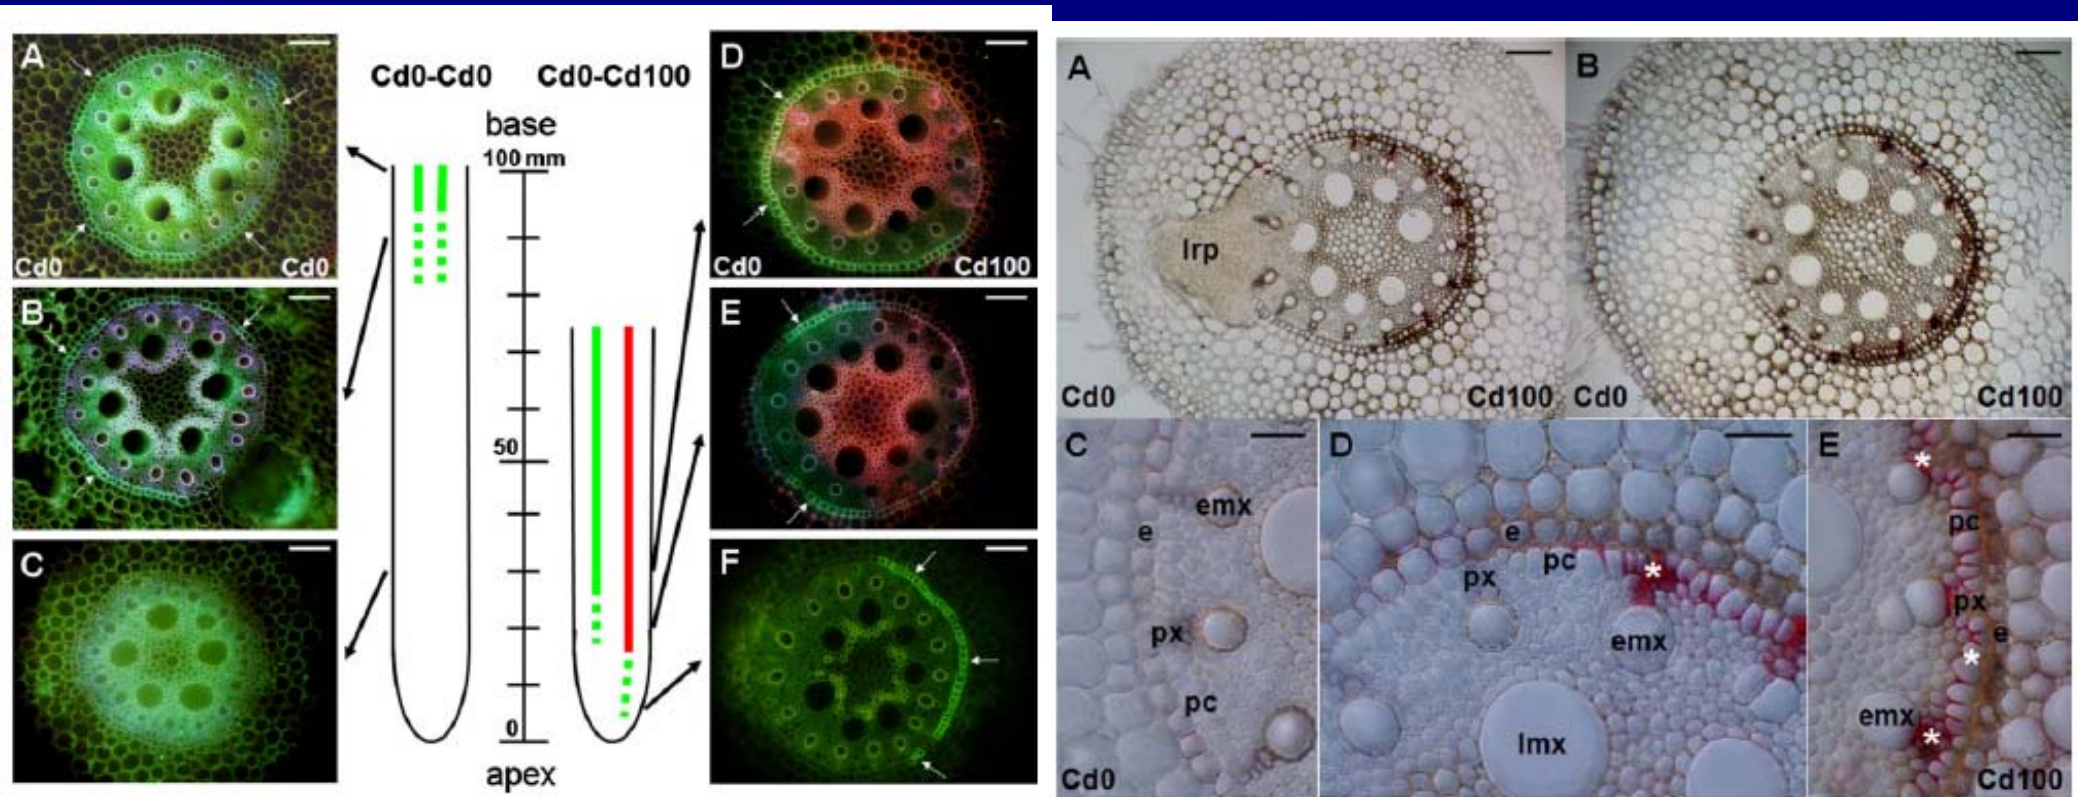 A
Cd0
Cd0
B
C
Cd0-Cd0
Cd0-Cd100
base
100 mm
50
0
apex
D
Cd0
Cd100
E
F
A
lrp
Cd0
Cd100
B
Cd0
Cd100
C
emx
e
px
pc
Cd0
D
e
pc
*
px
emx
lmx
E
*
pc
px
e
*
emx
*
Cd100